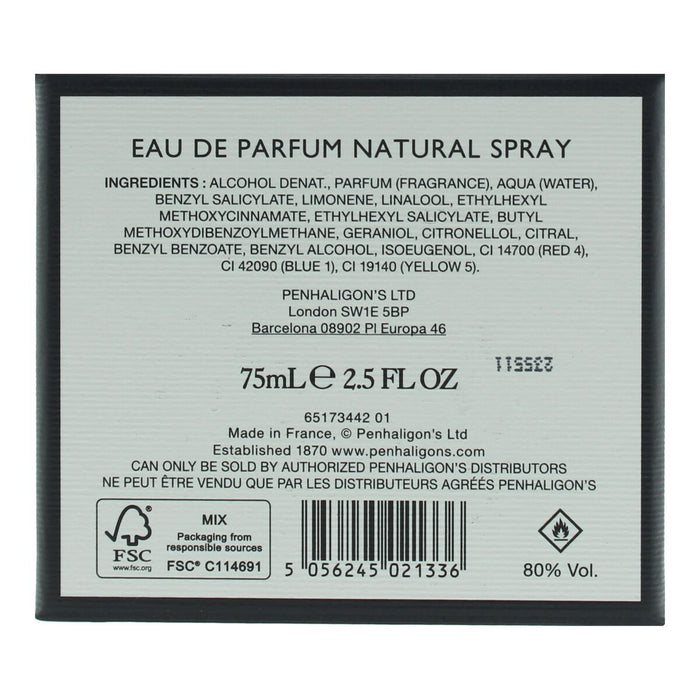 EAU DE PARFUM NATURAL SPRAY
INGREDIENTS : ALCOHOL DENAT., PARFUM (FRAGRANCE), AQUA (WATER),
BENZYL SALICYLATE, LIMONENE, LINALOOL, ETHYLHEXYL
METHOXYCINNAMATE, ETHYLHEXYL SALICYLATE, BUTYL
METHOXYDIBENZOYLMETHANE, GERANIOL, CITRONELLOL, CITRAL,
BENZYL BENZOATE, BENZYL ALCOHOL, ISOEUGENOL, CI 14700 (RED 4),
CI 42090 (BLUE 1), CI 19140 (YELLOW 5).
PENHALIGON'S LTD
London SW1E 5BP
Barcelona 08902 Pl Europa 46
235511
75mL ℮ 2.5 FL OZ
65173442 01
Made in France, © Penhaligon's Ltd
Established 1870 www.penhaligons.com
CAN ONLY BE SOLD BY AUTHORIZED PENHALIGON'S DISTRIBUTORS
NE PEUT ÊTRE VENDU QUE PAR LES DISTRIBUTEURS AGRÉÉS PENHALIGON'S
FSC
www.fsc.org
MIX
Packaging from
responsible sources
FSC® C114691
5 056245 021336
80% Vol.